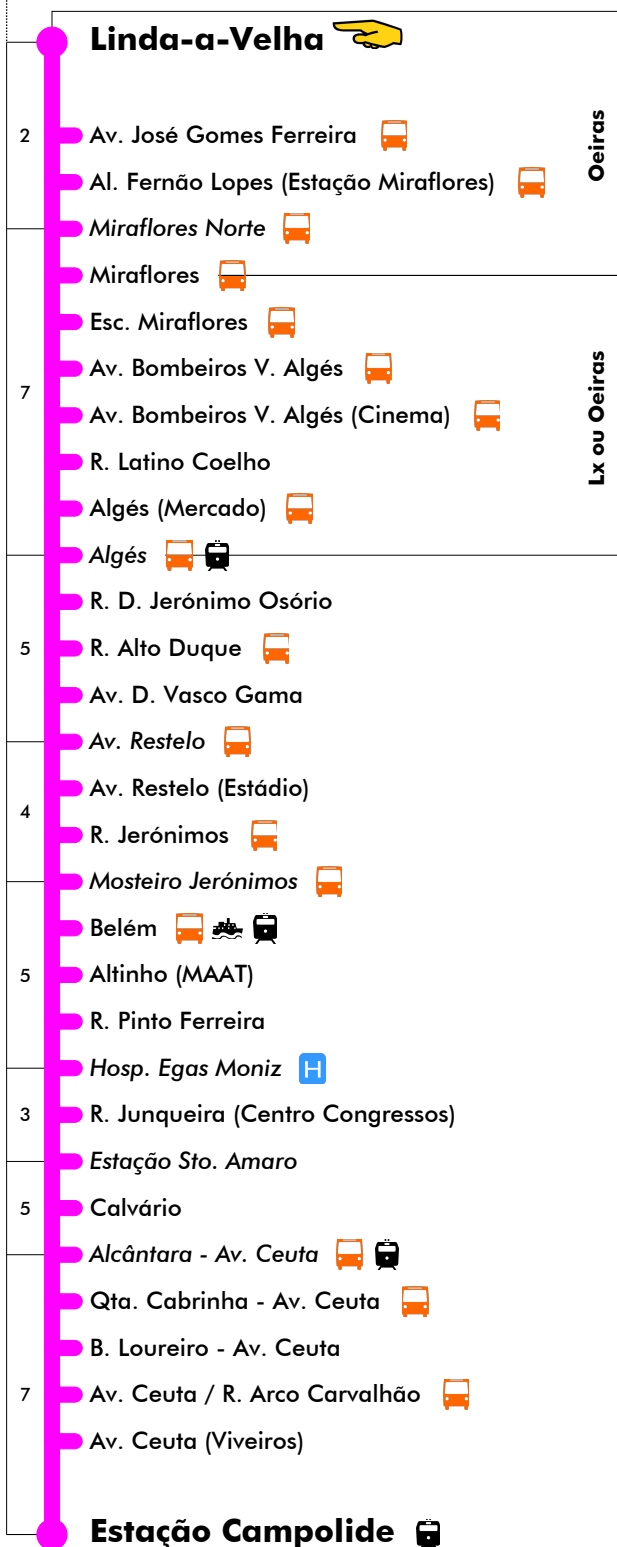 Linda-a-Velha
Oeiras
2
Av. José Gomes Ferreira
Al. Fernão Lopes (Estação Miraflores)
Miraflores Norte
Miraflores
Esc. Miraflores
Lx ou Oeiras
Av. Bombeiros V. Algés
7
Av. Bombeiros V. Algés (Cinema)
R. Latino Coelho
Algés (Mercado)
Algés
R. D. Jerónimo Osório
5
R. Alto Duque
Av. D. Vasco Gama
Av. Restelo
Av. Restelo (Estádio)
4
R. Jerónimos
Mosteiro Jerónimos
Belém
5
Altinho (MAAT)
R. Pinto Ferreira
Hosp. Egas Moniz
H
3
R. Junqueira (Centro Congressos)
Estação Sto. Amaro
5
Calvário
Alcântara - Av. Ceuta
Qta. Cabrinha - Av. Ceuta
B. Loureiro - Av. Ceuta
7
Av. Ceuta / R. Arco Carvalhão
Av. Ceuta (Viveiros)
Estação Campolide